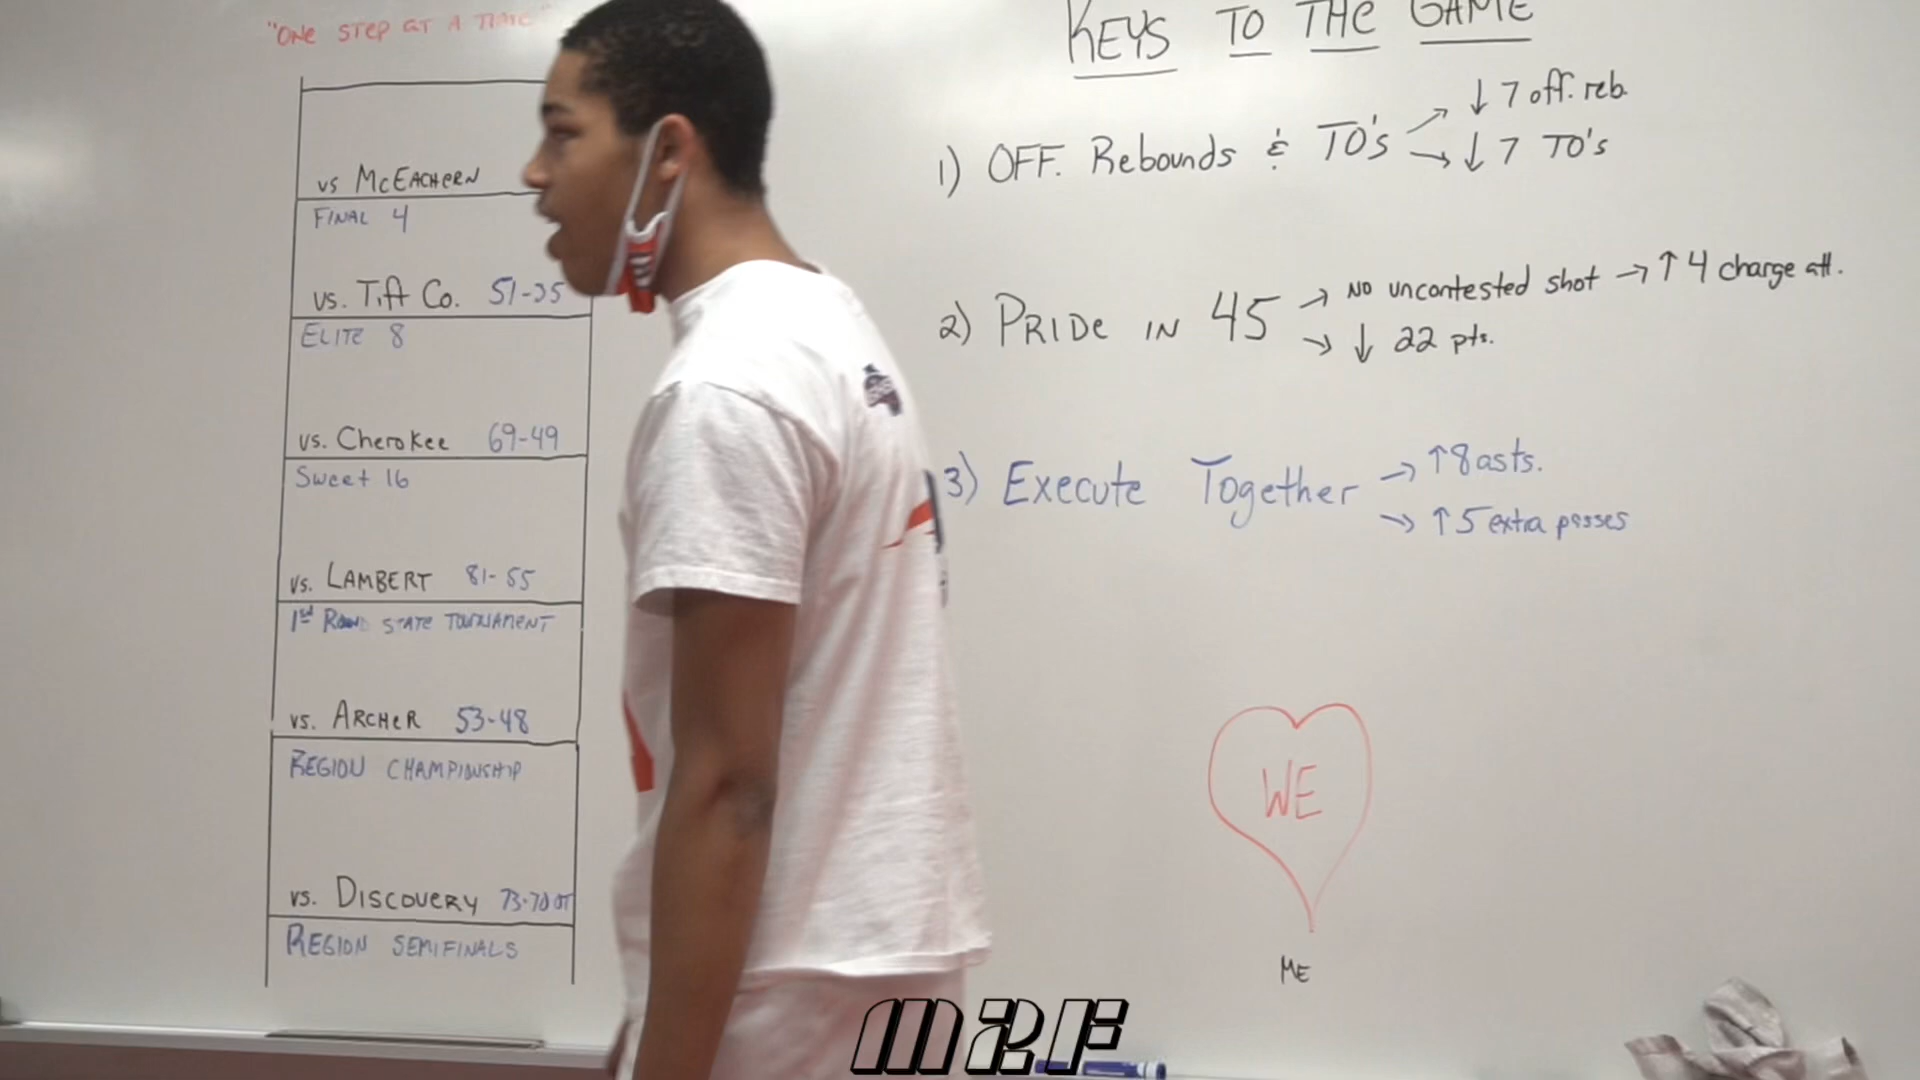 "ONE STEP AT A TIME"
vs McEACHERN
FINAL 4
vs. Tift Co. 51-35
ELITE 8
vs. Cherokee 69-49
Sweet 16
vs. LAMBERT 81-55
1st Round STATE TOURNAMENT
vs. ARCHER 53-48
REGION CHAMPIONSHIP
vs. DISCOVERY 73-70 OT
REGION SEMIFINALS
KEYS TO THE GAME
1) OFF. Rebounds & TO's → ↓ 7 off. reb.
→ ↓ 7 TO's
2) PRIDE IN 45 → NO uncontested shot → ↑ 4 charge att.
→ ↓ 22 pts.
3) Execute Together → ↑ 8 asts.
→ ↑ 5 extra passes
WE
ME
MRF